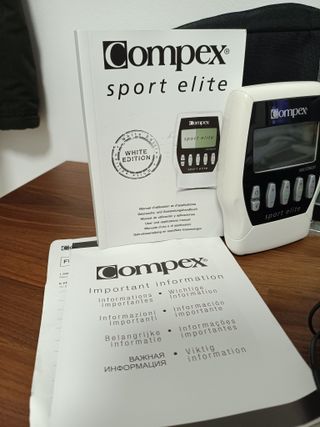 Compex®
sport elite
WHITE
EDITION
sport elite
Compex
sport elite
Compex®
Important information
Informations importantes • Wichtige Information
Informazioni importanti • Información importante
Belangrijke informatie • Informações importantes
ВАЖНАЯ ИНФОРМАЦИЯ • Viktig information